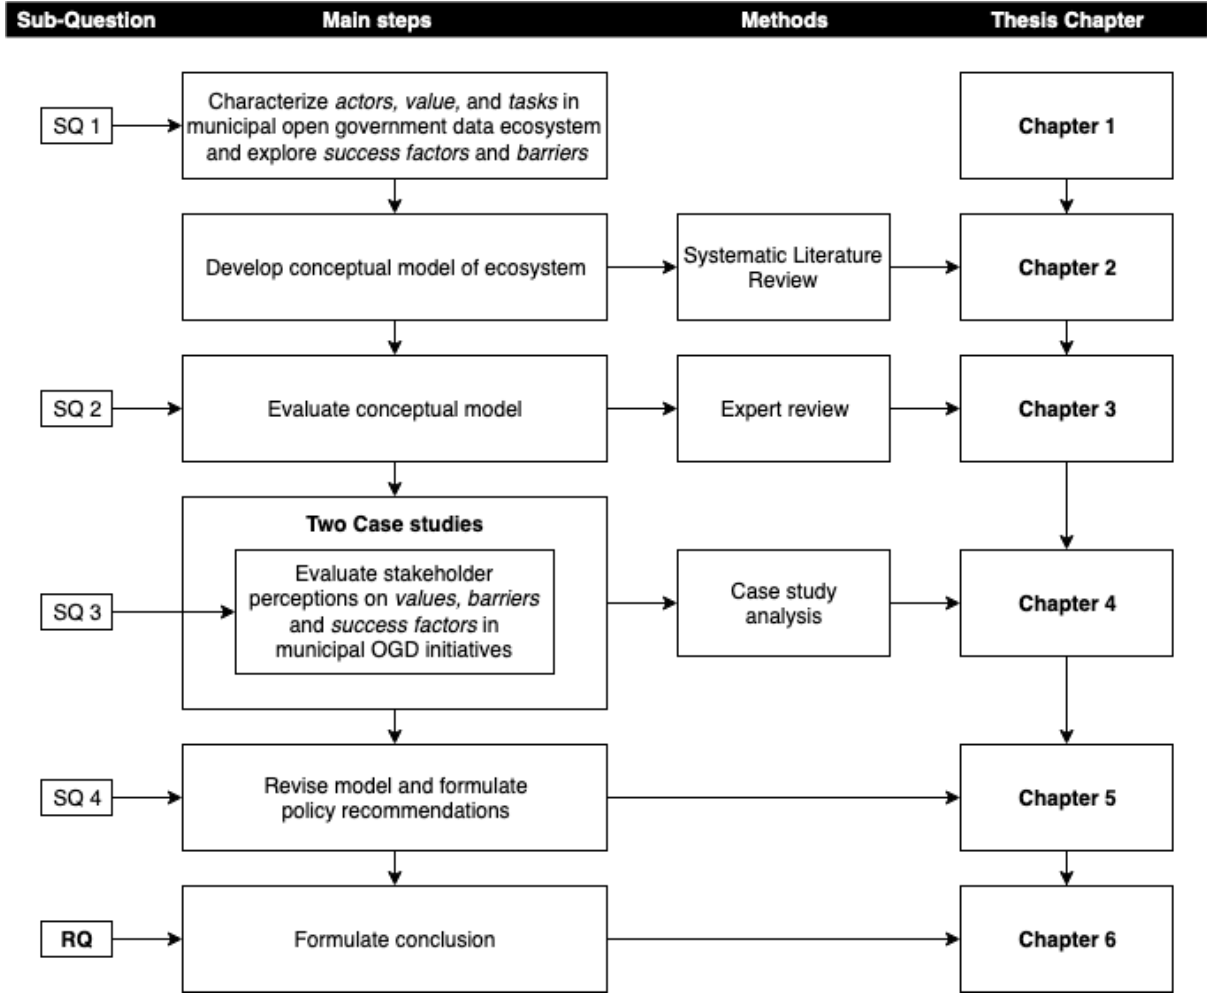 Sub-Question Main steps Methods Thesis Chapter
SQ 1
Characterize actors, value, and tasks in
municipal open government data ecosystem
and explore success factors and barriers
Chapter 1
Develop conceptual model of ecosystem
Systematic Literature
Review
Chapter 2
SQ 2
Evaluate conceptual model
Expert review
Chapter 3
Two Case studies
SQ 3
Evaluate stakeholder
perceptions on values, barriers
and success factors in
municipal OGD initiatives
Case study
analysis
Chapter 4
SQ 4
Revise model and formulate
policy recommendations
Chapter 5
RQ
Formulate conclusion
Chapter 6